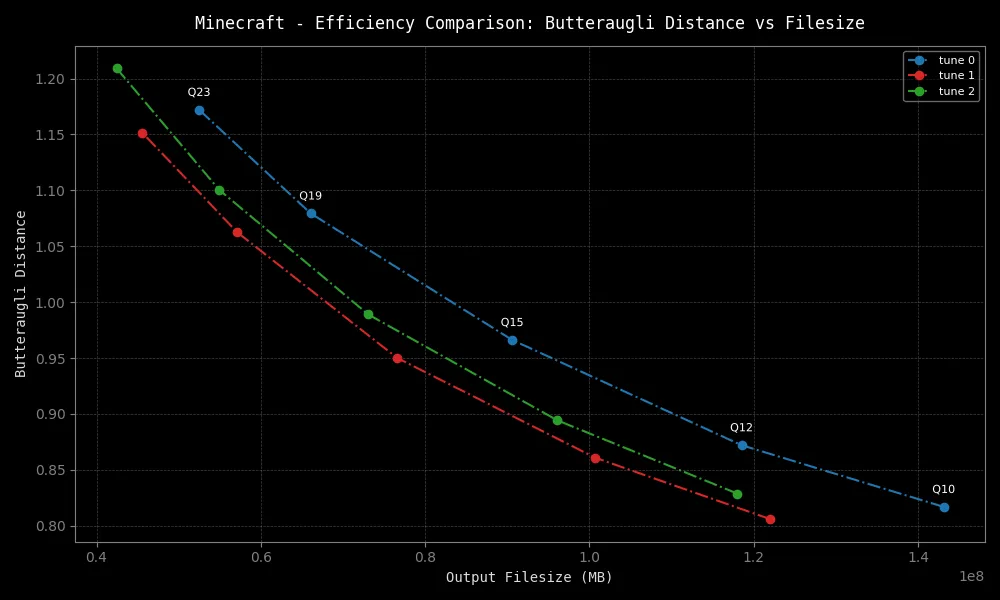 Minecraft - Efficiency Comparison: Butteraugli Distance vs Filesize
tune 0
tune 1
tune 2
Butteraugli Distance
1.20
1.15
1.10
1.05
1.00
0.95
0.90
0.85
0.80
Q23
Q19
Q15
Q12
Q10
0.4
0.6
0.8
1.0
1.2
1.4
1e8
Output Filesize (MB)